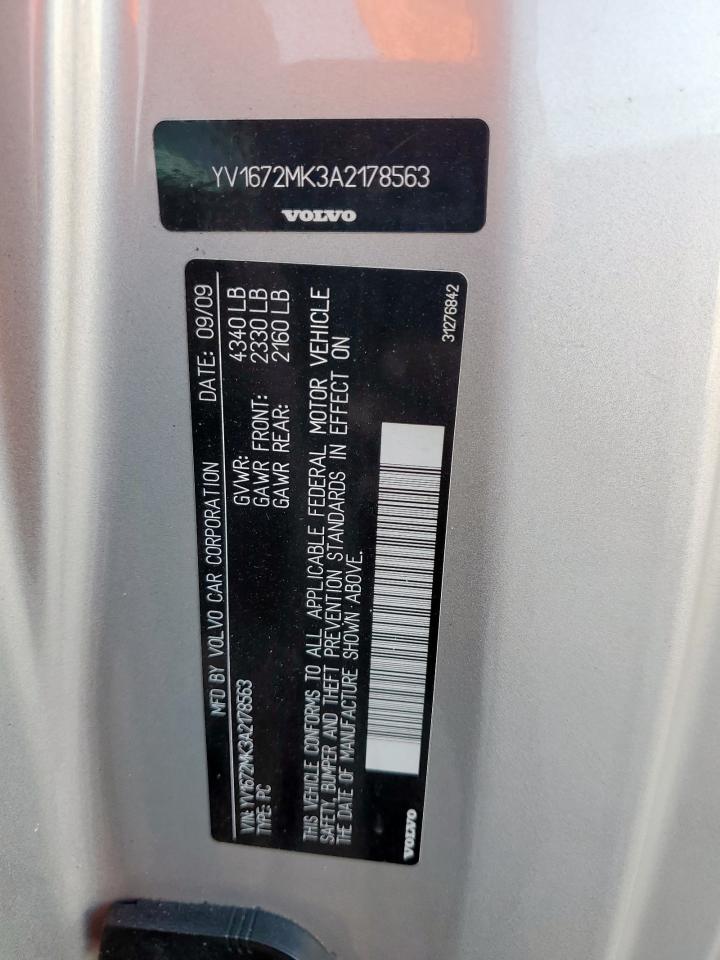 YV1672MK3A2178563
VOLVO
MFD BY VOLVO CAR CORPORATION DATE: 09/09
VIN: YV1672MK3A2178563 GVWR: 4340 LB
TYPE: PC GAWR FRONT: 2330 LB
GAWR REAR: 2160 LB
THIS VEHICLE CONFORMS TO ALL APPLICABLE FEDERAL MOTOR VEHICLE
SAFETY, BUMPER AND THEFT PREVENTION STANDARDS IN EFFECT ON
THE DATE OF MANUFACTURE SHOWN ABOVE.
VOLVO
31276842